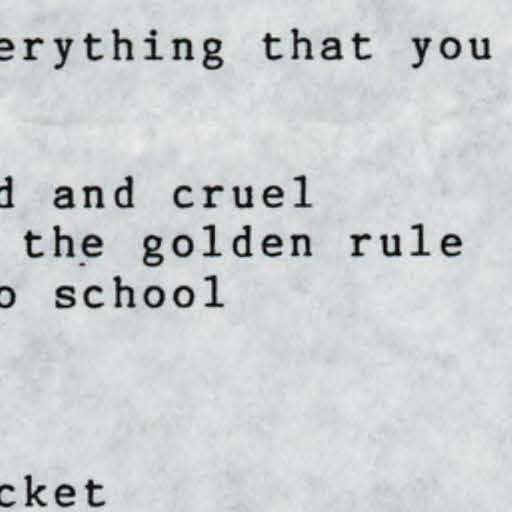 erything that you
d and cruel
the golden rule
o school
cket